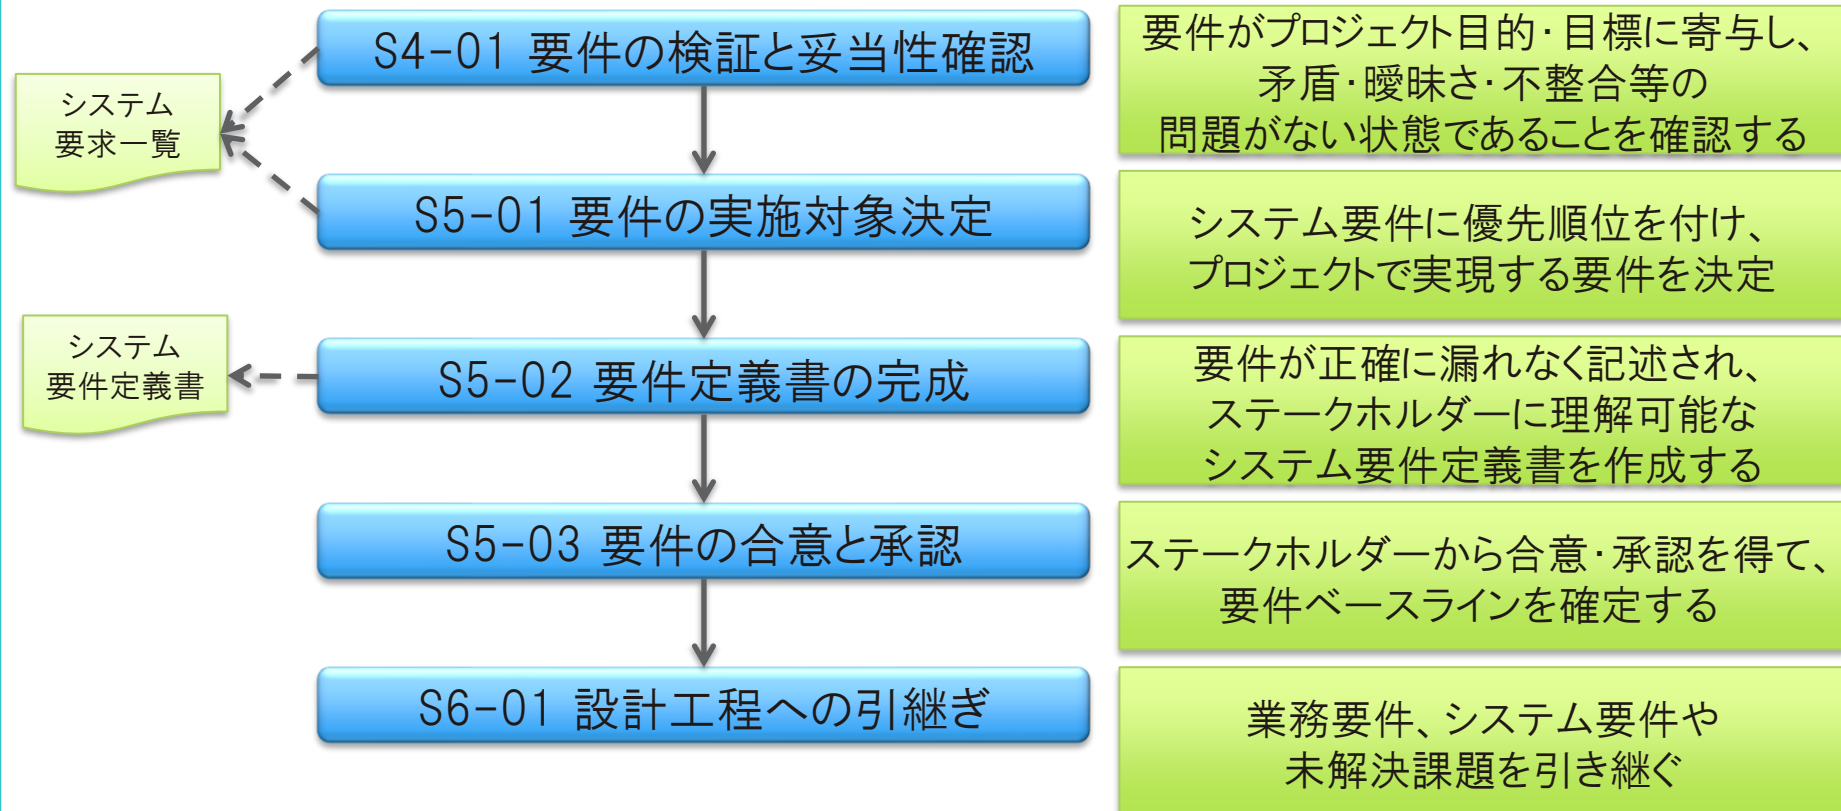 S4-01 要件の検証と妥当性確認
要件がプロジェクト目的・目標に寄与し、
矛盾・曖昧さ・不整合等の
問題がない状態であることを確認する
システム
要求一覧
S5-01 要件の実施対象決定
システム要件に優先順位を付け、
プロジェクトで実現する要件を決定
システム
要件定義書
S5-02 要件定義書の完成
要件が正確に漏れなく記述され、
ステークホルダーに理解可能な
システム要件定義書を作成する
S5-03 要件の合意と承認
ステークホルダーから合意・承認を得て、
要件ベースラインを確定する
S6-01 設計工程への引継ぎ
業務要件、システム要件や
未解決課題を引き継ぐ